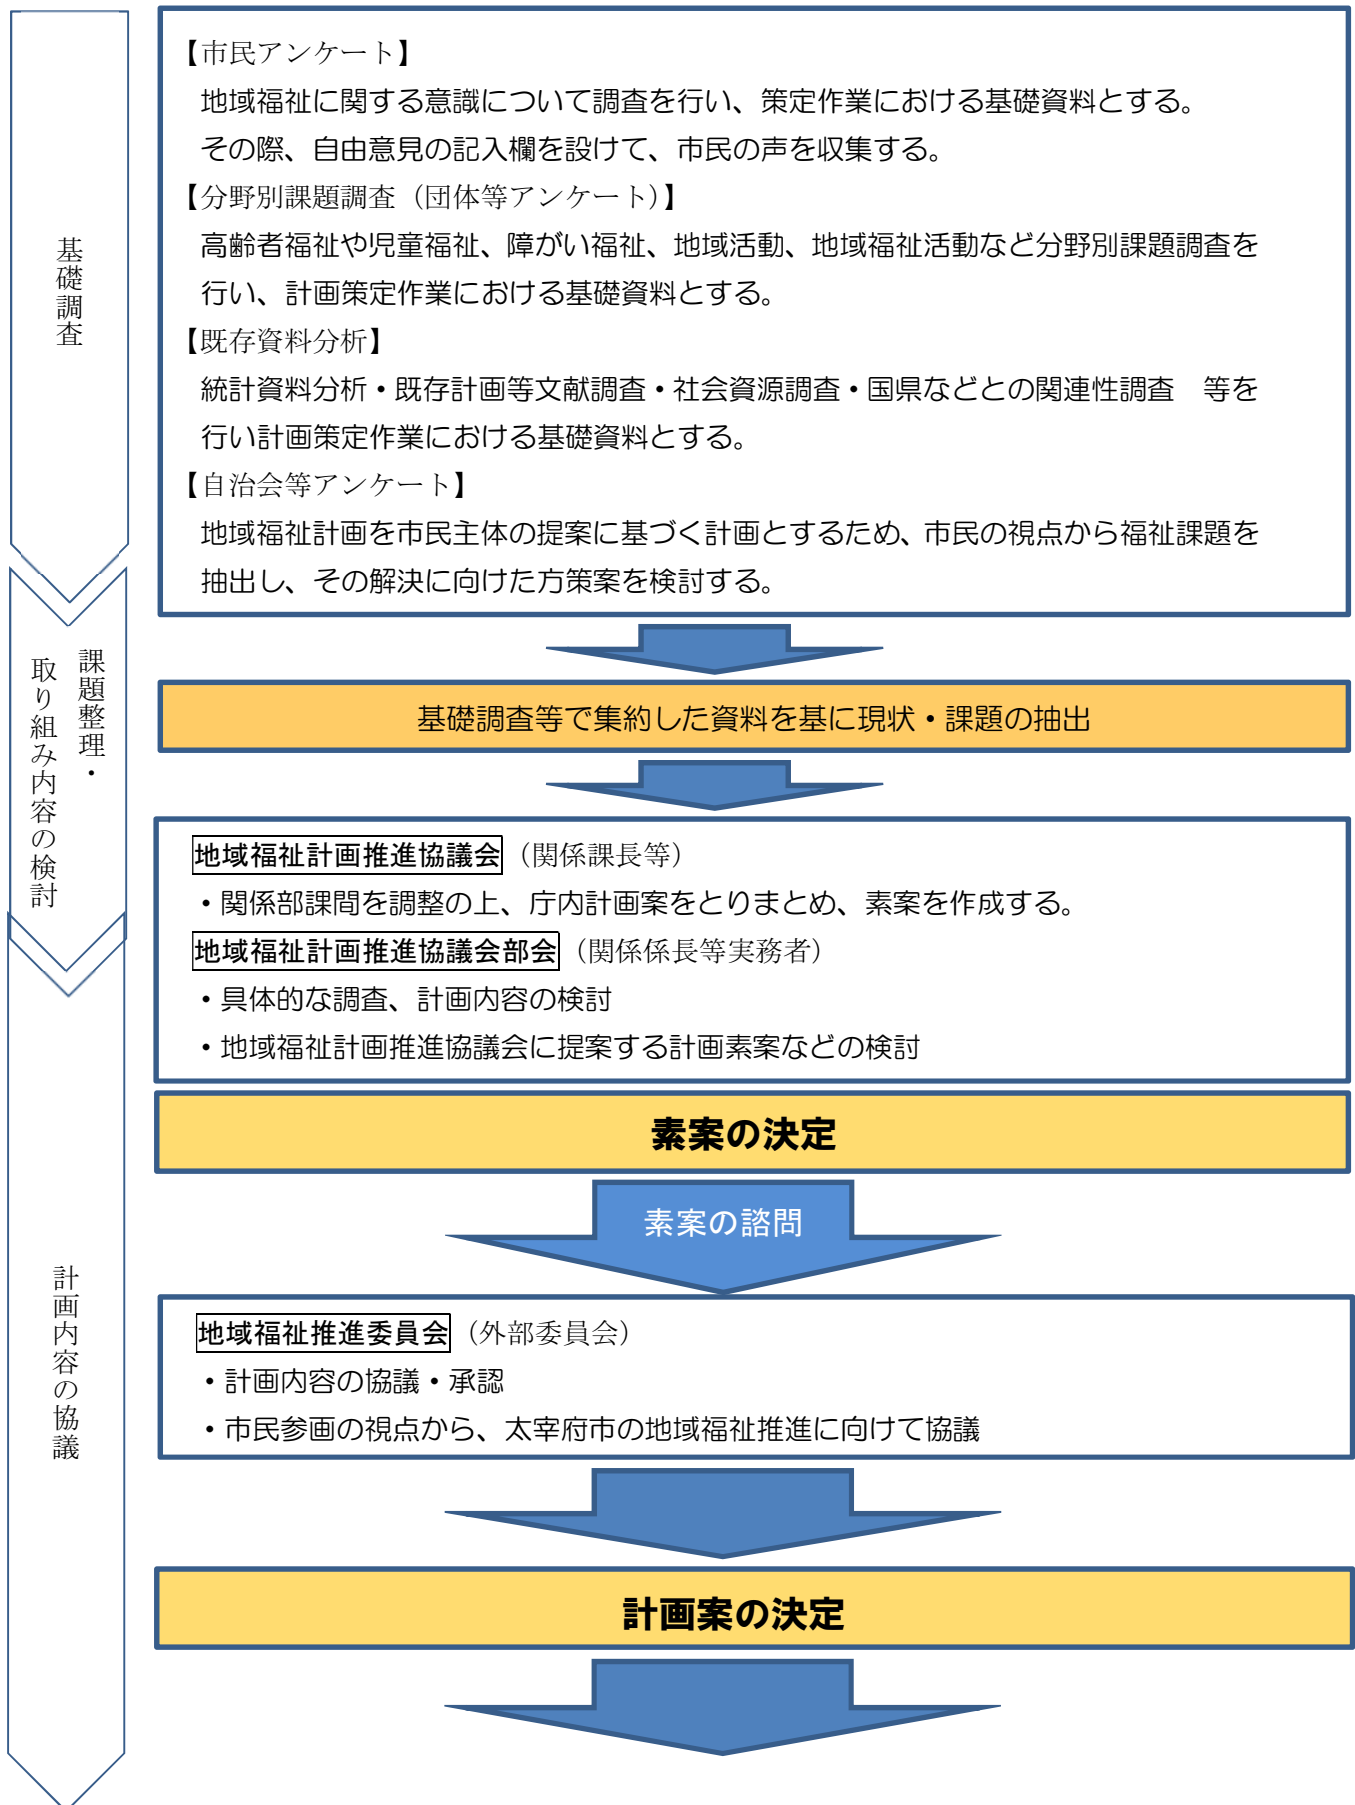 基礎調査
【市民アンケート】
地域福祉に関する意識について調査を行い、策定作業における基礎資料とする。
その際、自由意見の記入欄を設けて、市民の声を収集する。
【分野別課題調査（団体等アンケート）】
高齢者福祉や児童福祉、障がい福祉、地域活動、地域福祉活動など分野別課題調査を
行い、計画策定作業における基礎資料とする。
【既存資料分析】
統計資料分析・既存計画等文献調査・社会資源調査・国県などとの関連性調査　等を
行い計画策定作業における基礎資料とする。
【自治会等アンケート】
地域福祉計画を市民主体の提案に基づく計画とするため、市民の視点から福祉課題を
抽出し、その解決に向けた方策案を検討する。
課題整理・
取り組み内容の検討
基礎調査等で集約した資料を基に現状・課題の抽出
地域福祉計画推進協議会（関係課長等）
・関係部課間を調整の上、庁内計画案をとりまとめ、素案を作成する。
地域福祉計画推進協議会部会（関係係長等実務者）
・具体的な調査、計画内容の検討
・地域福祉計画推進協議会に提案する計画素案などの検討
計画内容の協議
素案の決定
素案の諮問
地域福祉推進委員会（外部委員会）
・計画内容の協議・承認
・市民参画の視点から、太宰府市の地域福祉推進に向けて協議
計画案の決定